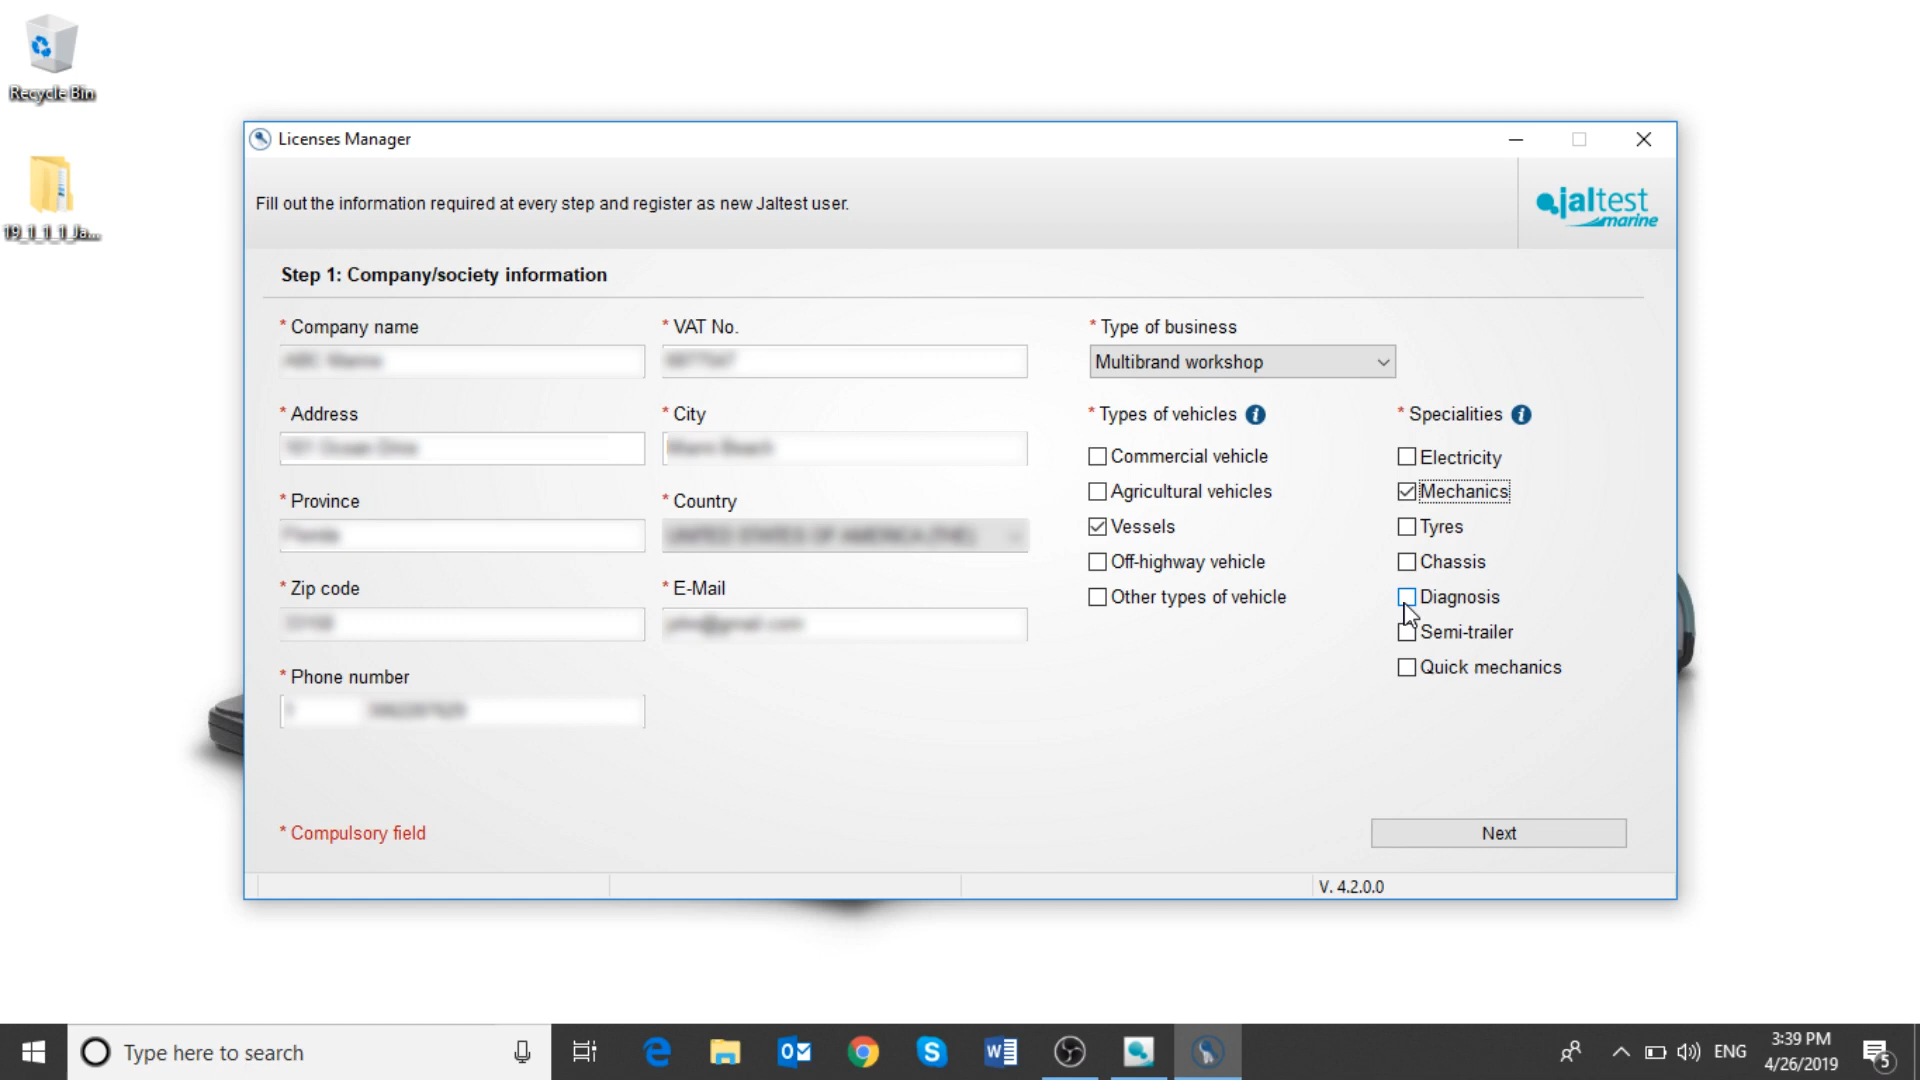 Recycle Bin
19_1_1_1_Ja...
Licenses Manager
Fill out the information required at every step and register as new Jaltest user.
jaltest
marine
Step 1: Company/society information
* Company name
* VAT No.
* Type of business
Multibrand workshop
* Address
* City
* Types of vehicles i
* Specialities i
Commercial vehicle
Electricity
Agricultural vehicles
Mechanics
* Province
* Country
Vessels
Tyres
Off-highway vehicle
Chassis
* Zip code
* E-Mail
Other types of vehicle
Diagnosis
Semi-trailer
Quick mechanics
* Phone number
* Compulsory field
Next
V. 4.2.0.0
Type here to search
ENG
3:39 PM
4/26/2019
5